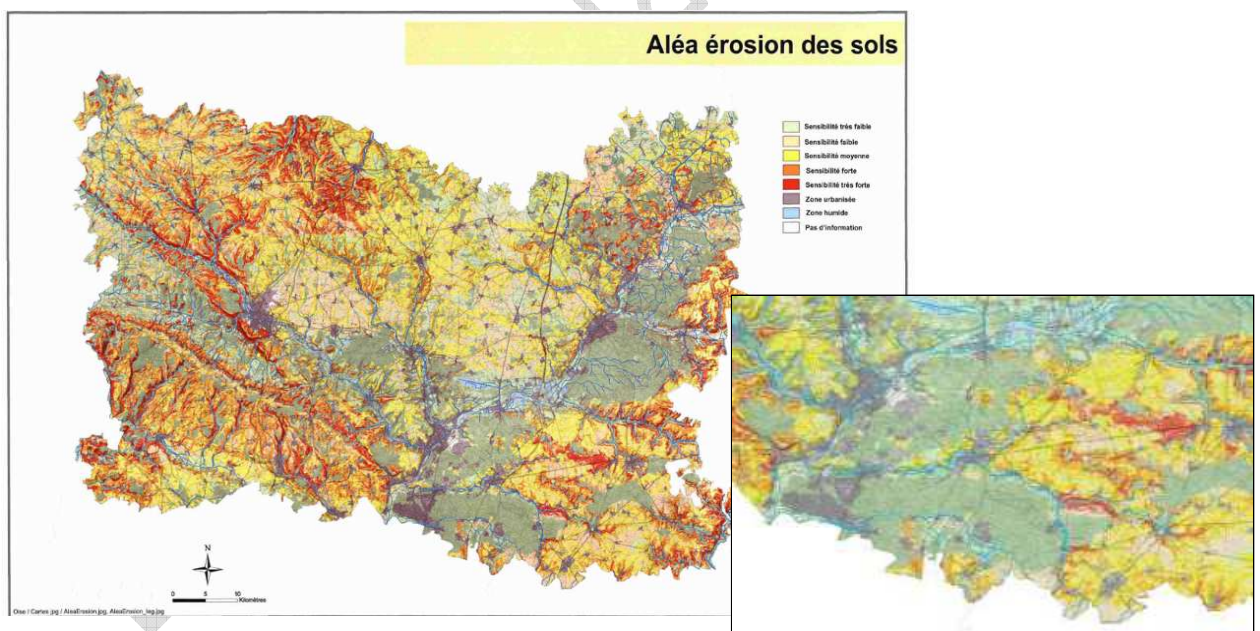 Aléa érosion des sols
Sensibilité très faible
Sensibilité faible
Sensibilité moyenne
Sensibilité forte
Sensibilité très forte
Zone urbanisée
Zone humide
Pas d'information
N
0 5 10
Kilomètres
Oise / Cartes jpg / AleaErosion.jpg, AleaErosion_leg.jpg